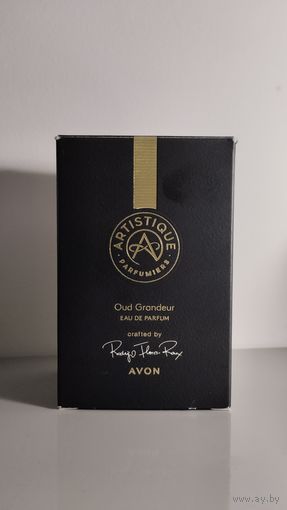 ARTISTIQUE
PARFUMIERS
Oud Grandeur
EAU DE PARFUM
crafted by
AVON
www.ay.by